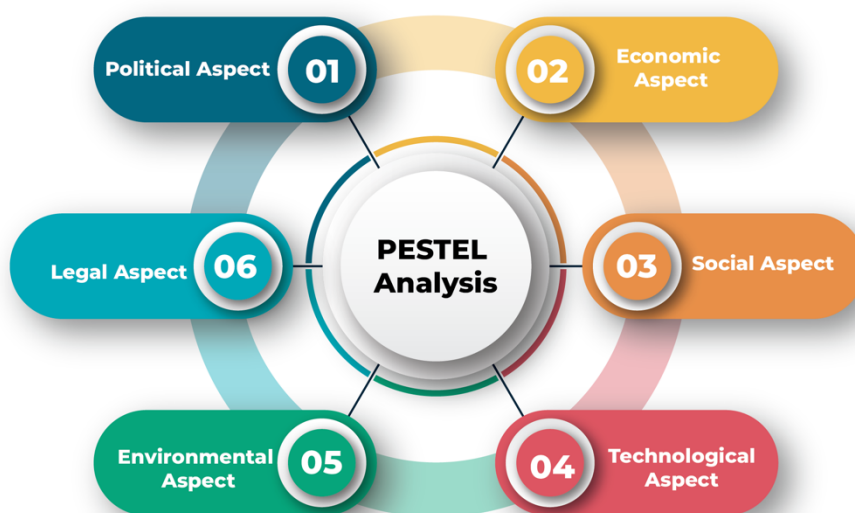 Political Aspect
01
02
Economic
Aspect
03
Social Aspect
04
Technological
Aspect
Environmental
Aspect
05
Legal Aspect
06
PESTEL
Analysis